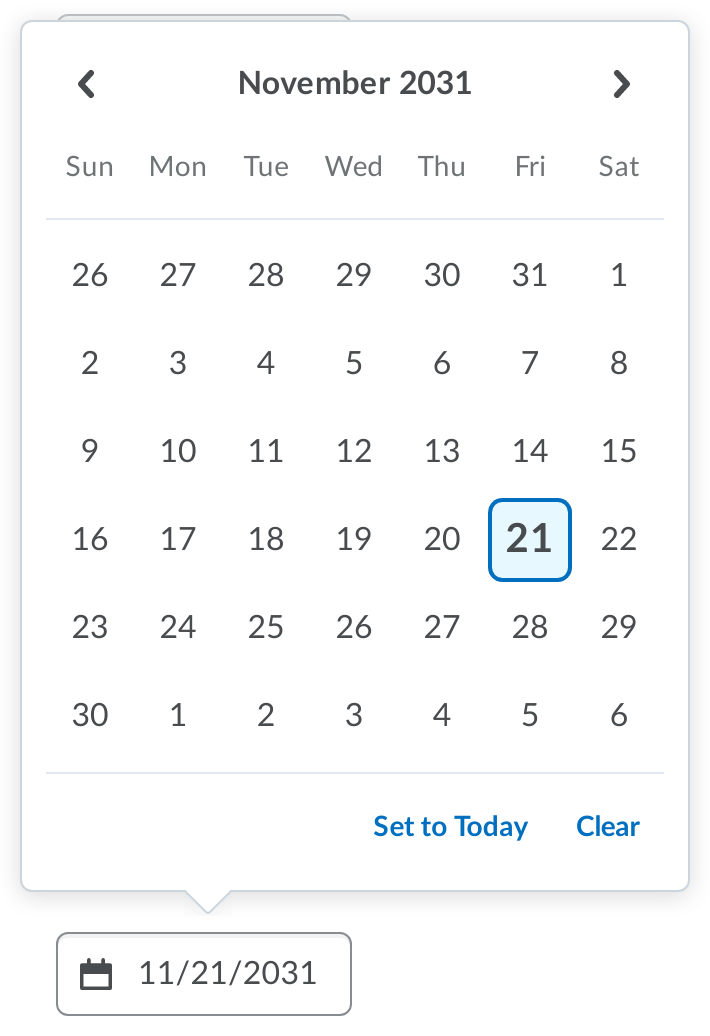 November 2031
Sun Mon Tue Wed Thu Fri Sat
26 27 28 29 30 31 1
2 3 4 5 6 7 8
9 10 11 12 13 14 15
16 17 18 19 20 21 22
23 24 25 26 27 28 29
30 1 2 3 4 5 6
Set to Today Clear
11/21/2031